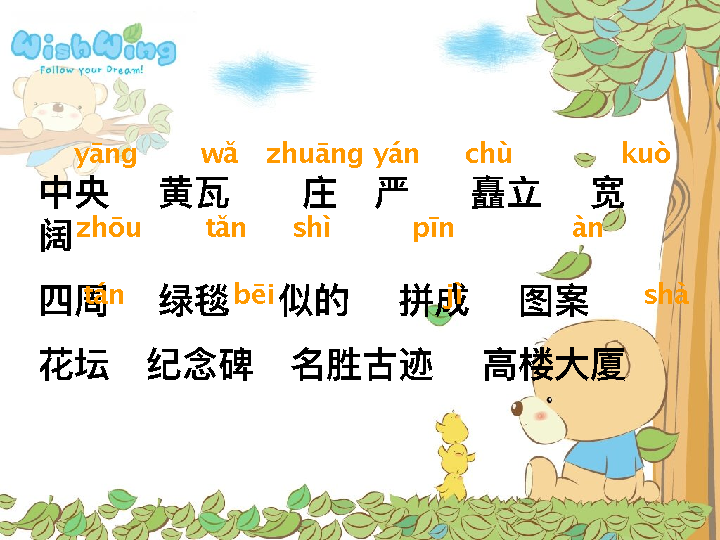 WishWing
Follow your Dream!
yāng wǎ zhuāng yán chù kuò
中央 黄瓦 庄 严 矗立 宽
阔
zhōu tǎn shì pīn àn
四周 绿毯 似的 拼成 图案
tán bēi jì shà
花坛 纪念碑 名胜古迹 高楼大厦